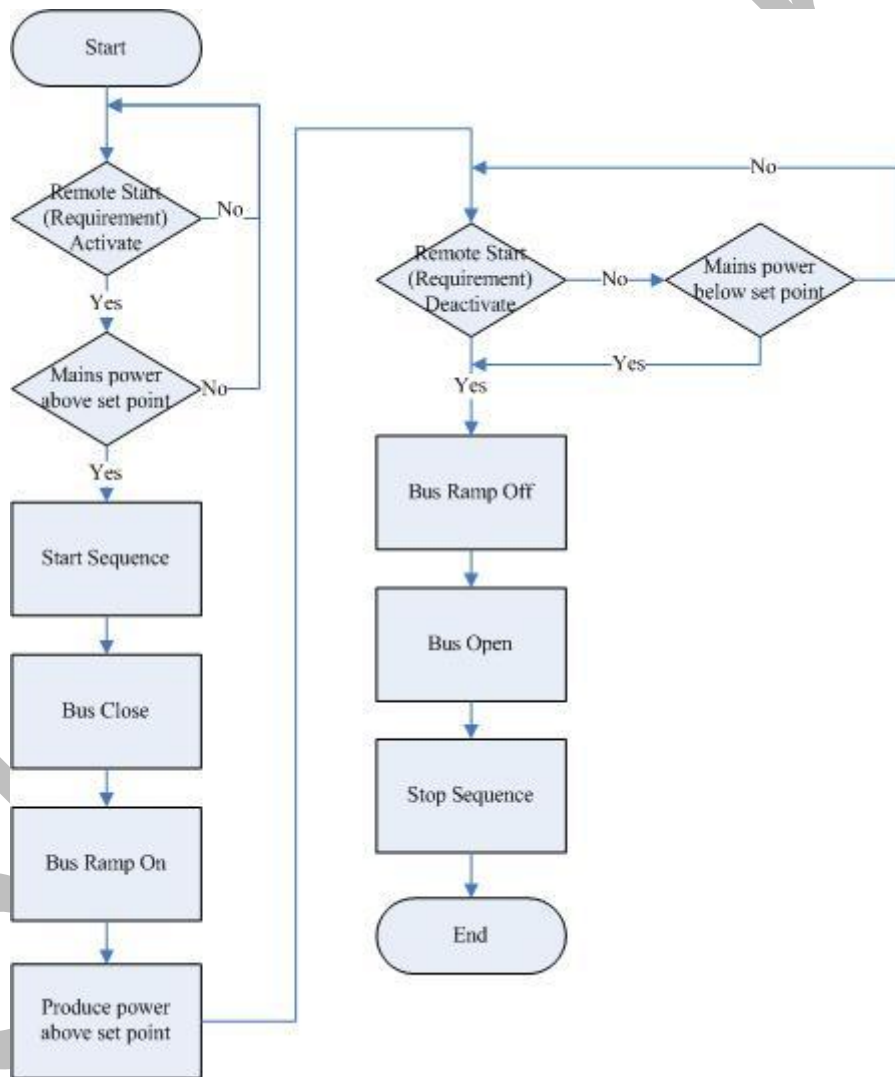 Start
Remote Start
(Requirement)
Activate
No
Yes
Mains power
above set point
No
Yes
Start Sequence
Bus Close
Bus Ramp On
Produce power
above set point
No
Remote Start
(Requirement)
Deactivate
No
Mains power
below set point
Yes
Yes
Bus Ramp Off
Bus Open
Stop Sequence
End